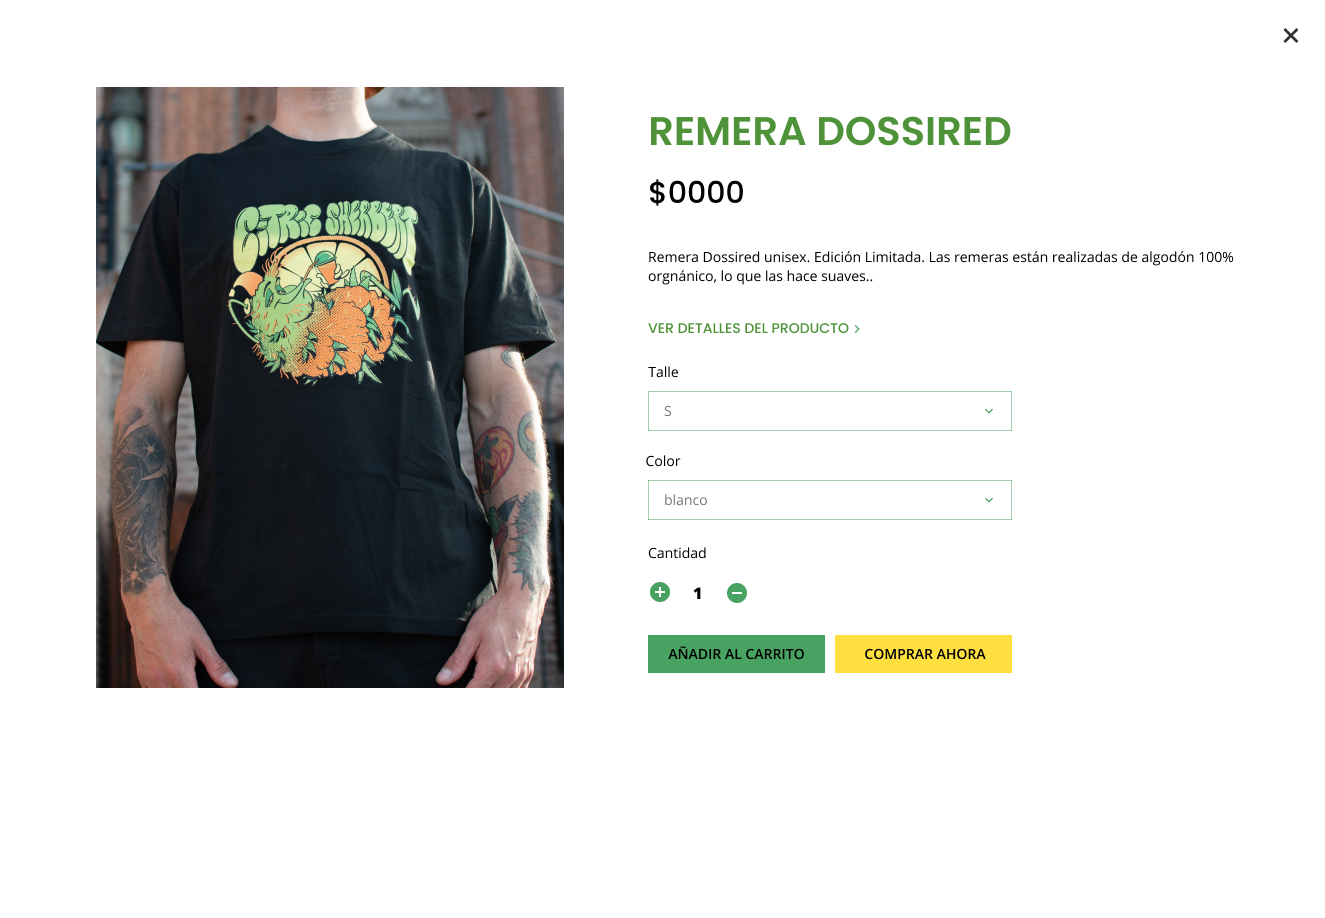 CITRIC SHERBERT
REMERA DOSSIRED
$0000
Remera Dossired unisex. Edición Limitada. Las remeras están realizadas de algodón 100%
orgnánico, lo que las hace suaves..
VER DETALLES DEL PRODUCTO >
Talle
S
Color
blanco
Cantidad
1
AÑADIR AL CARRITO
COMPRAR AHORA